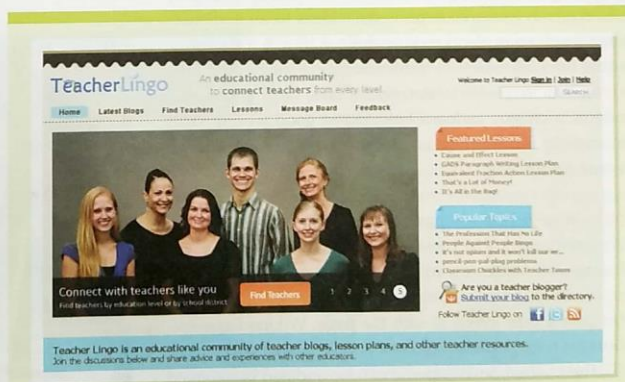 TeacherLingo
An educational community
to connect teachers from every level.
Welcome to Teacher Lingo Sign in | Join | Help
SEARCH
Home Latest Blogs Find Teachers Lessons Message Board Feedback
Featured Lessons
• Cause and Effect Lesson
• GADS Paragraph Writing Lesson Plan
• Equivalent Fraction Action Lesson Plan
• That's a Lot of Money!
• It's All in the Bag!
Popular Topics
• The Profession That Has No Life
• People Against People Bingo.
• It's not opium and it won't kill our we...
• pencil-pen-pal-plog problems
• Classroom Chuckles with Teacher Tunes
Connect with teachers like you
Find teachers by education level or by school district.
Find Teachers
1 2 3 4 5
Are you a teacher blogger?
Submit your blog to the directory.
Follow Teacher Lingo on
Teacher Lingo is an educational community of teacher blogs, lesson plans, and other teacher resources.
Join the discussions below and share advice and experiences with other educators.